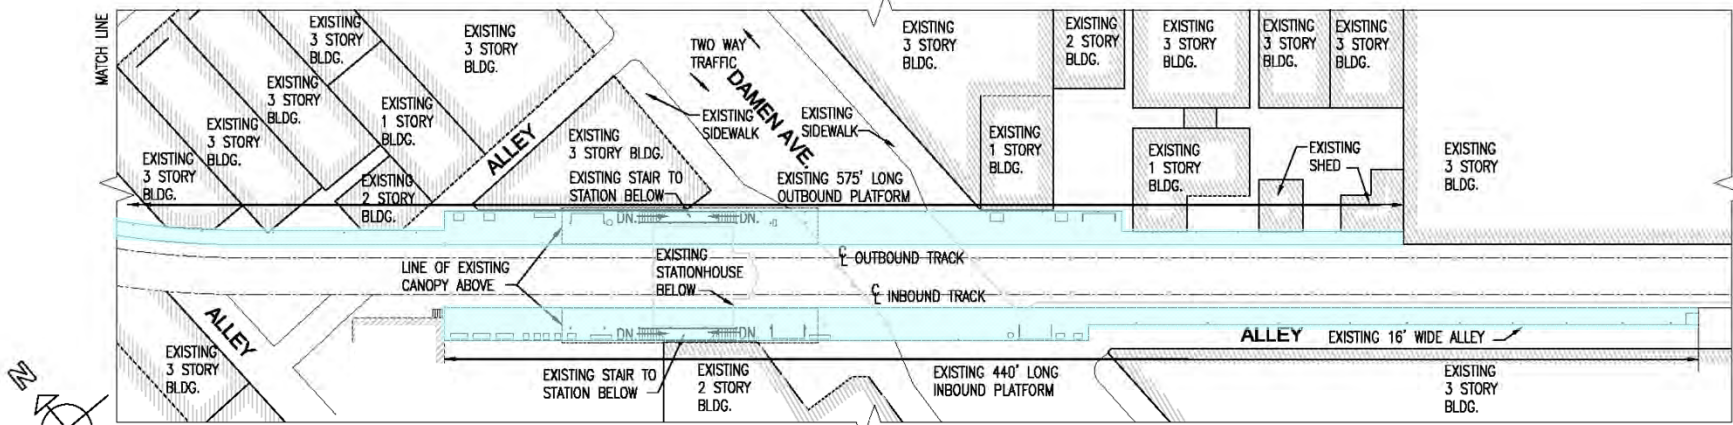 MATCH LINE
EXISTING
3 STORY
BLDG.
EXISTING
3 STORY
BLDG.
EXISTING
3 STORY
BLDG.
EXISTING
1 STORY
BLDG.
EXISTING
3 STORY
BLDG.
EXISTING
3 STORY
BLDG.
EXISTING
2 STORY
BLDG.
ALLEY
EXISTING
3 STORY BLDG.
EXISTING STAIR TO
STATION BELOW
TWO WAY
TRAFFIC
DAMEN AVE.
EXISTING
SIDEWALK
EXISTING
SIDEWALK
EXISTING 575' LONG
OUTBOUND PLATFORM
EXISTING
3 STORY
BLDG.
EXISTING
2 STORY
BLDG.
EXISTING
3 STORY
BLDG.
EXISTING
3 STORY
BLDG.
EXISTING
3 STORY
BLDG.
EXISTING
1 STORY
BLDG.
EXISTING
1 STORY
BLDG.
EXISTING
SHED
EXISTING
3 STORY
BLDG.
DN.
DN.
LINE OF EXISTING
CANOPY ABOVE
EXISTING
STATIONHOUSE
BELOW
CL OUTBOUND TRACK
CL INBOUND TRACK
DN.
DN.
ALLEY
EXISTING
3 STORY
BLDG.
EXISTING STAIR TO
STATION BELOW
EXISTING
2 STORY
BLDG.
EXISTING 440' LONG
INBOUND PLATFORM
ALLEY EXISTING 16' WIDE ALLEY
EXISTING
3 STORY
BLDG.
N